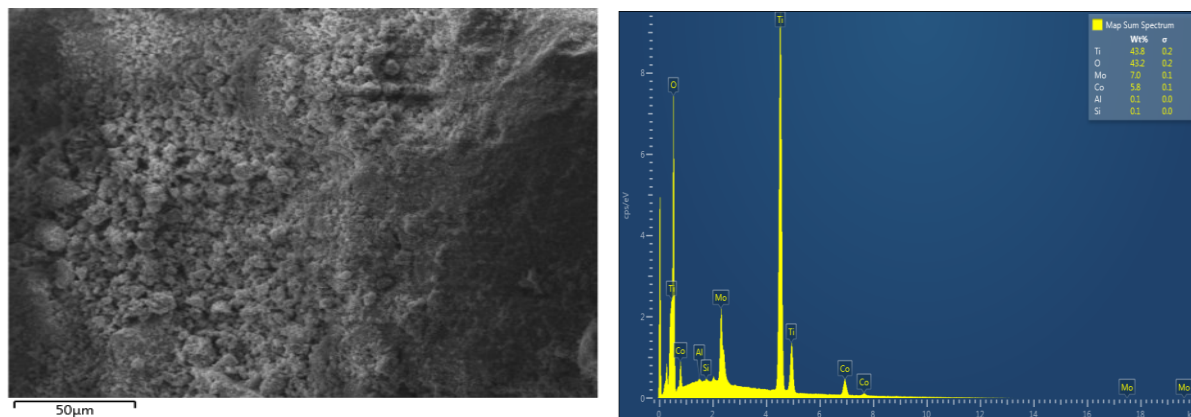 50µm
Map Sum Spectrum
Wt% σ
Ti 43.8 0.2
O 43.2 0.2
Mo 7.0 0.1
Co 5.8 0.1
Al 0.1 0.0
Si 0.1 0.0
Ti
O
Ti
Co
Al
Si
Mo
Ti
Co
Co
Mo
Mo
cps/eV
8
6
4
2
0
0 2 4 6 8 10 12 14 16 18